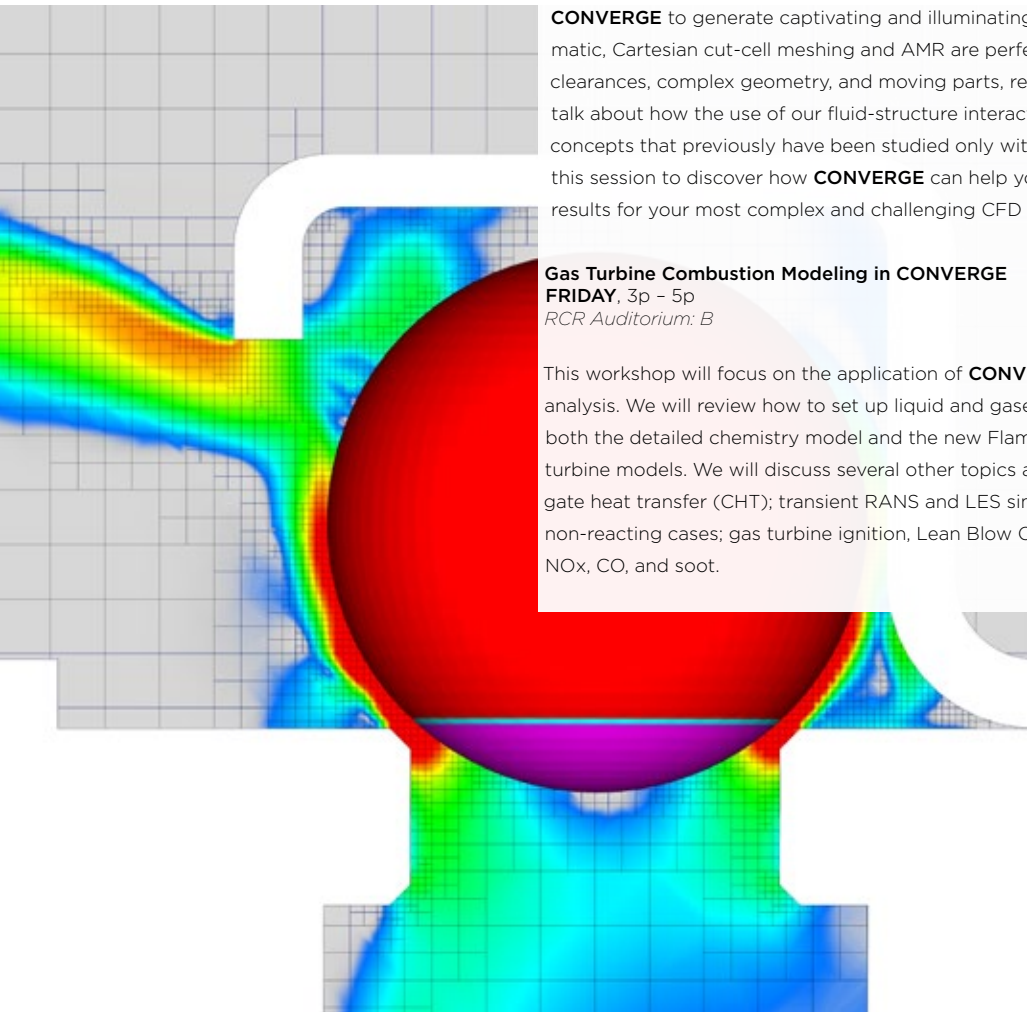 CONVERGE to generate captivating and illuminating
matic, Cartesian cut-cell meshing and AMR are perfe
clearances, complex geometry, and moving parts, re
talk about how the use of our fluid-structure interac
concepts that previously have been studied only wit
this session to discover how CONVERGE can help yo
results for your most complex and challenging CFD
Gas Turbine Combustion Modeling in CONVERGE
FRIDAY, 3p – 5p
RCR Auditorium: B
This workshop will focus on the application of CONV
analysis. We will review how to set up liquid and gase
both the detailed chemistry model and the new Flam
turbine models. We will discuss several other topics a
gate heat transfer (CHT); transient RANS and LES sim
non-reacting cases; gas turbine ignition, Lean Blow O
NOx, CO, and soot.